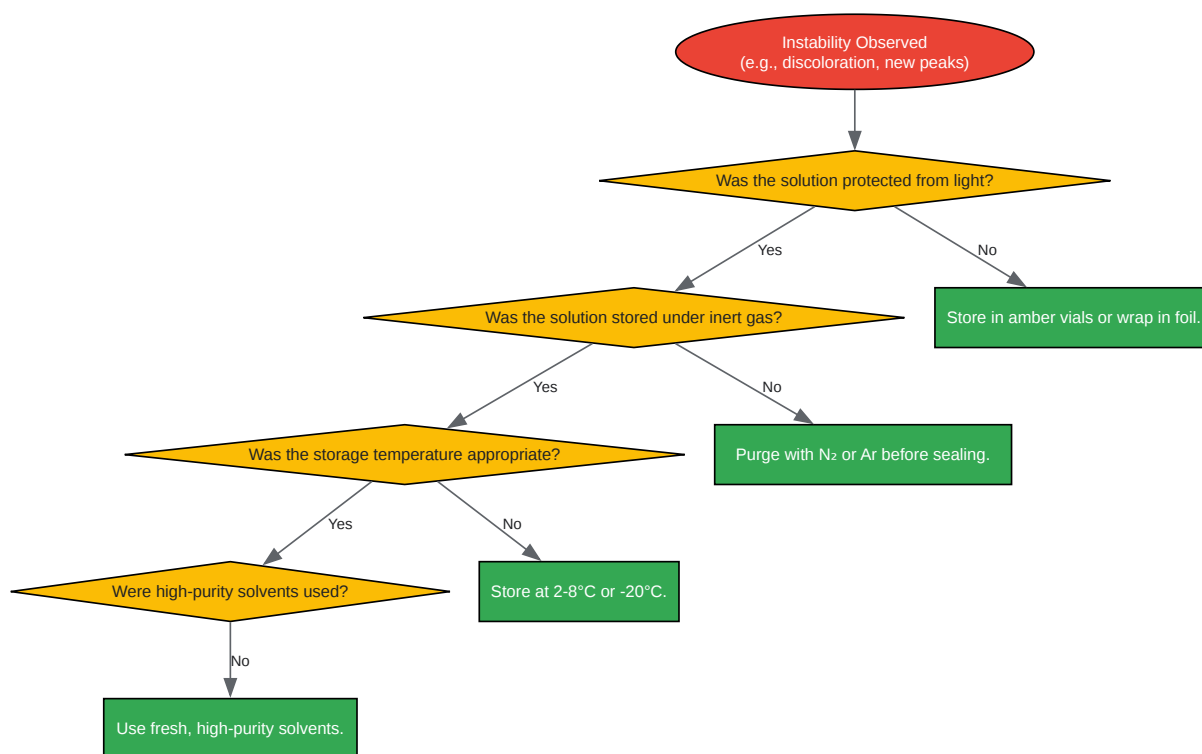 Instability Observed
(e.g., discoloration, new peaks)
Was the solution protected from light?
Yes
No
Was the solution stored under inert gas?
Store in amber vials or wrap in foil.
Yes
No
Was the storage temperature appropriate?
Purge with N₂ or Ar before sealing.
Yes
No
Were high-purity solvents used?
Store at 2-8°C or -20°C.
No
Use fresh, high-purity solvents.